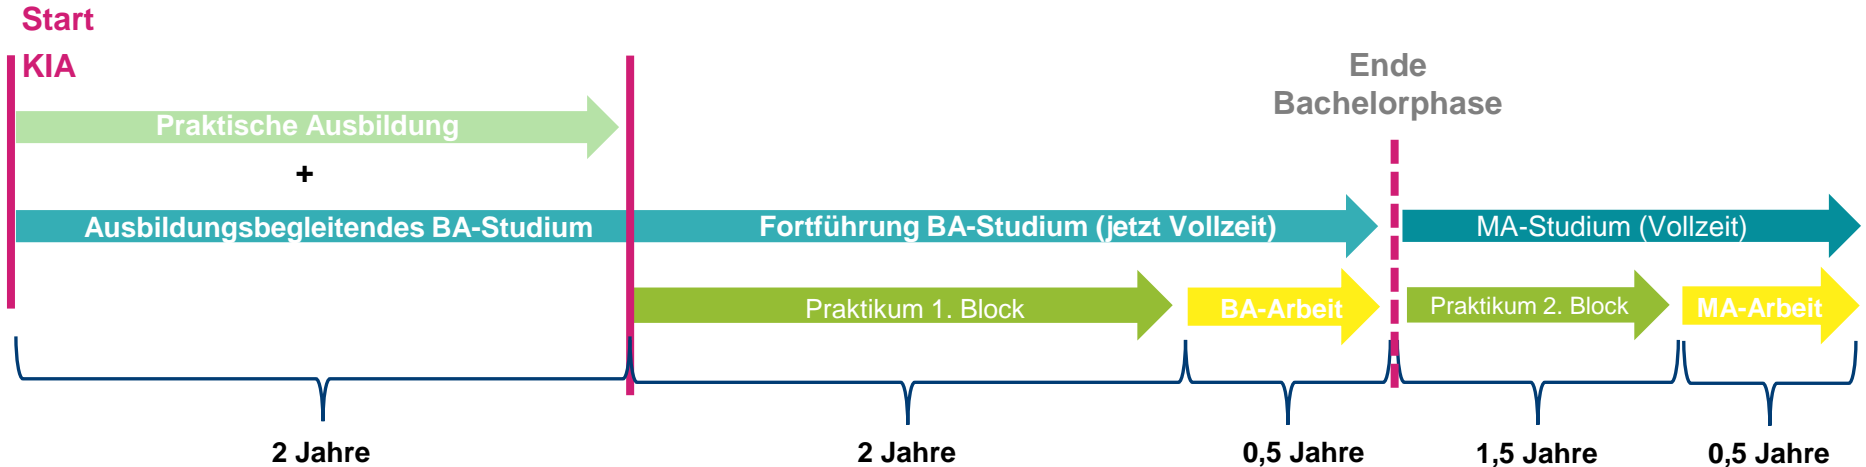 Start
KIA
Ende
Bachelorphase
Praktische Ausbildung
+
Ausbildungsbegleitendes BA-Studium
Fortführung BA-Studium (jetzt Vollzeit)
MA-Studium (Vollzeit)
Praktikum 1. Block
BA-Arbeit
Praktikum 2. Block
MA-Arbeit
2 Jahre
2 Jahre
0,5 Jahre
1,5 Jahre
0,5 Jahre